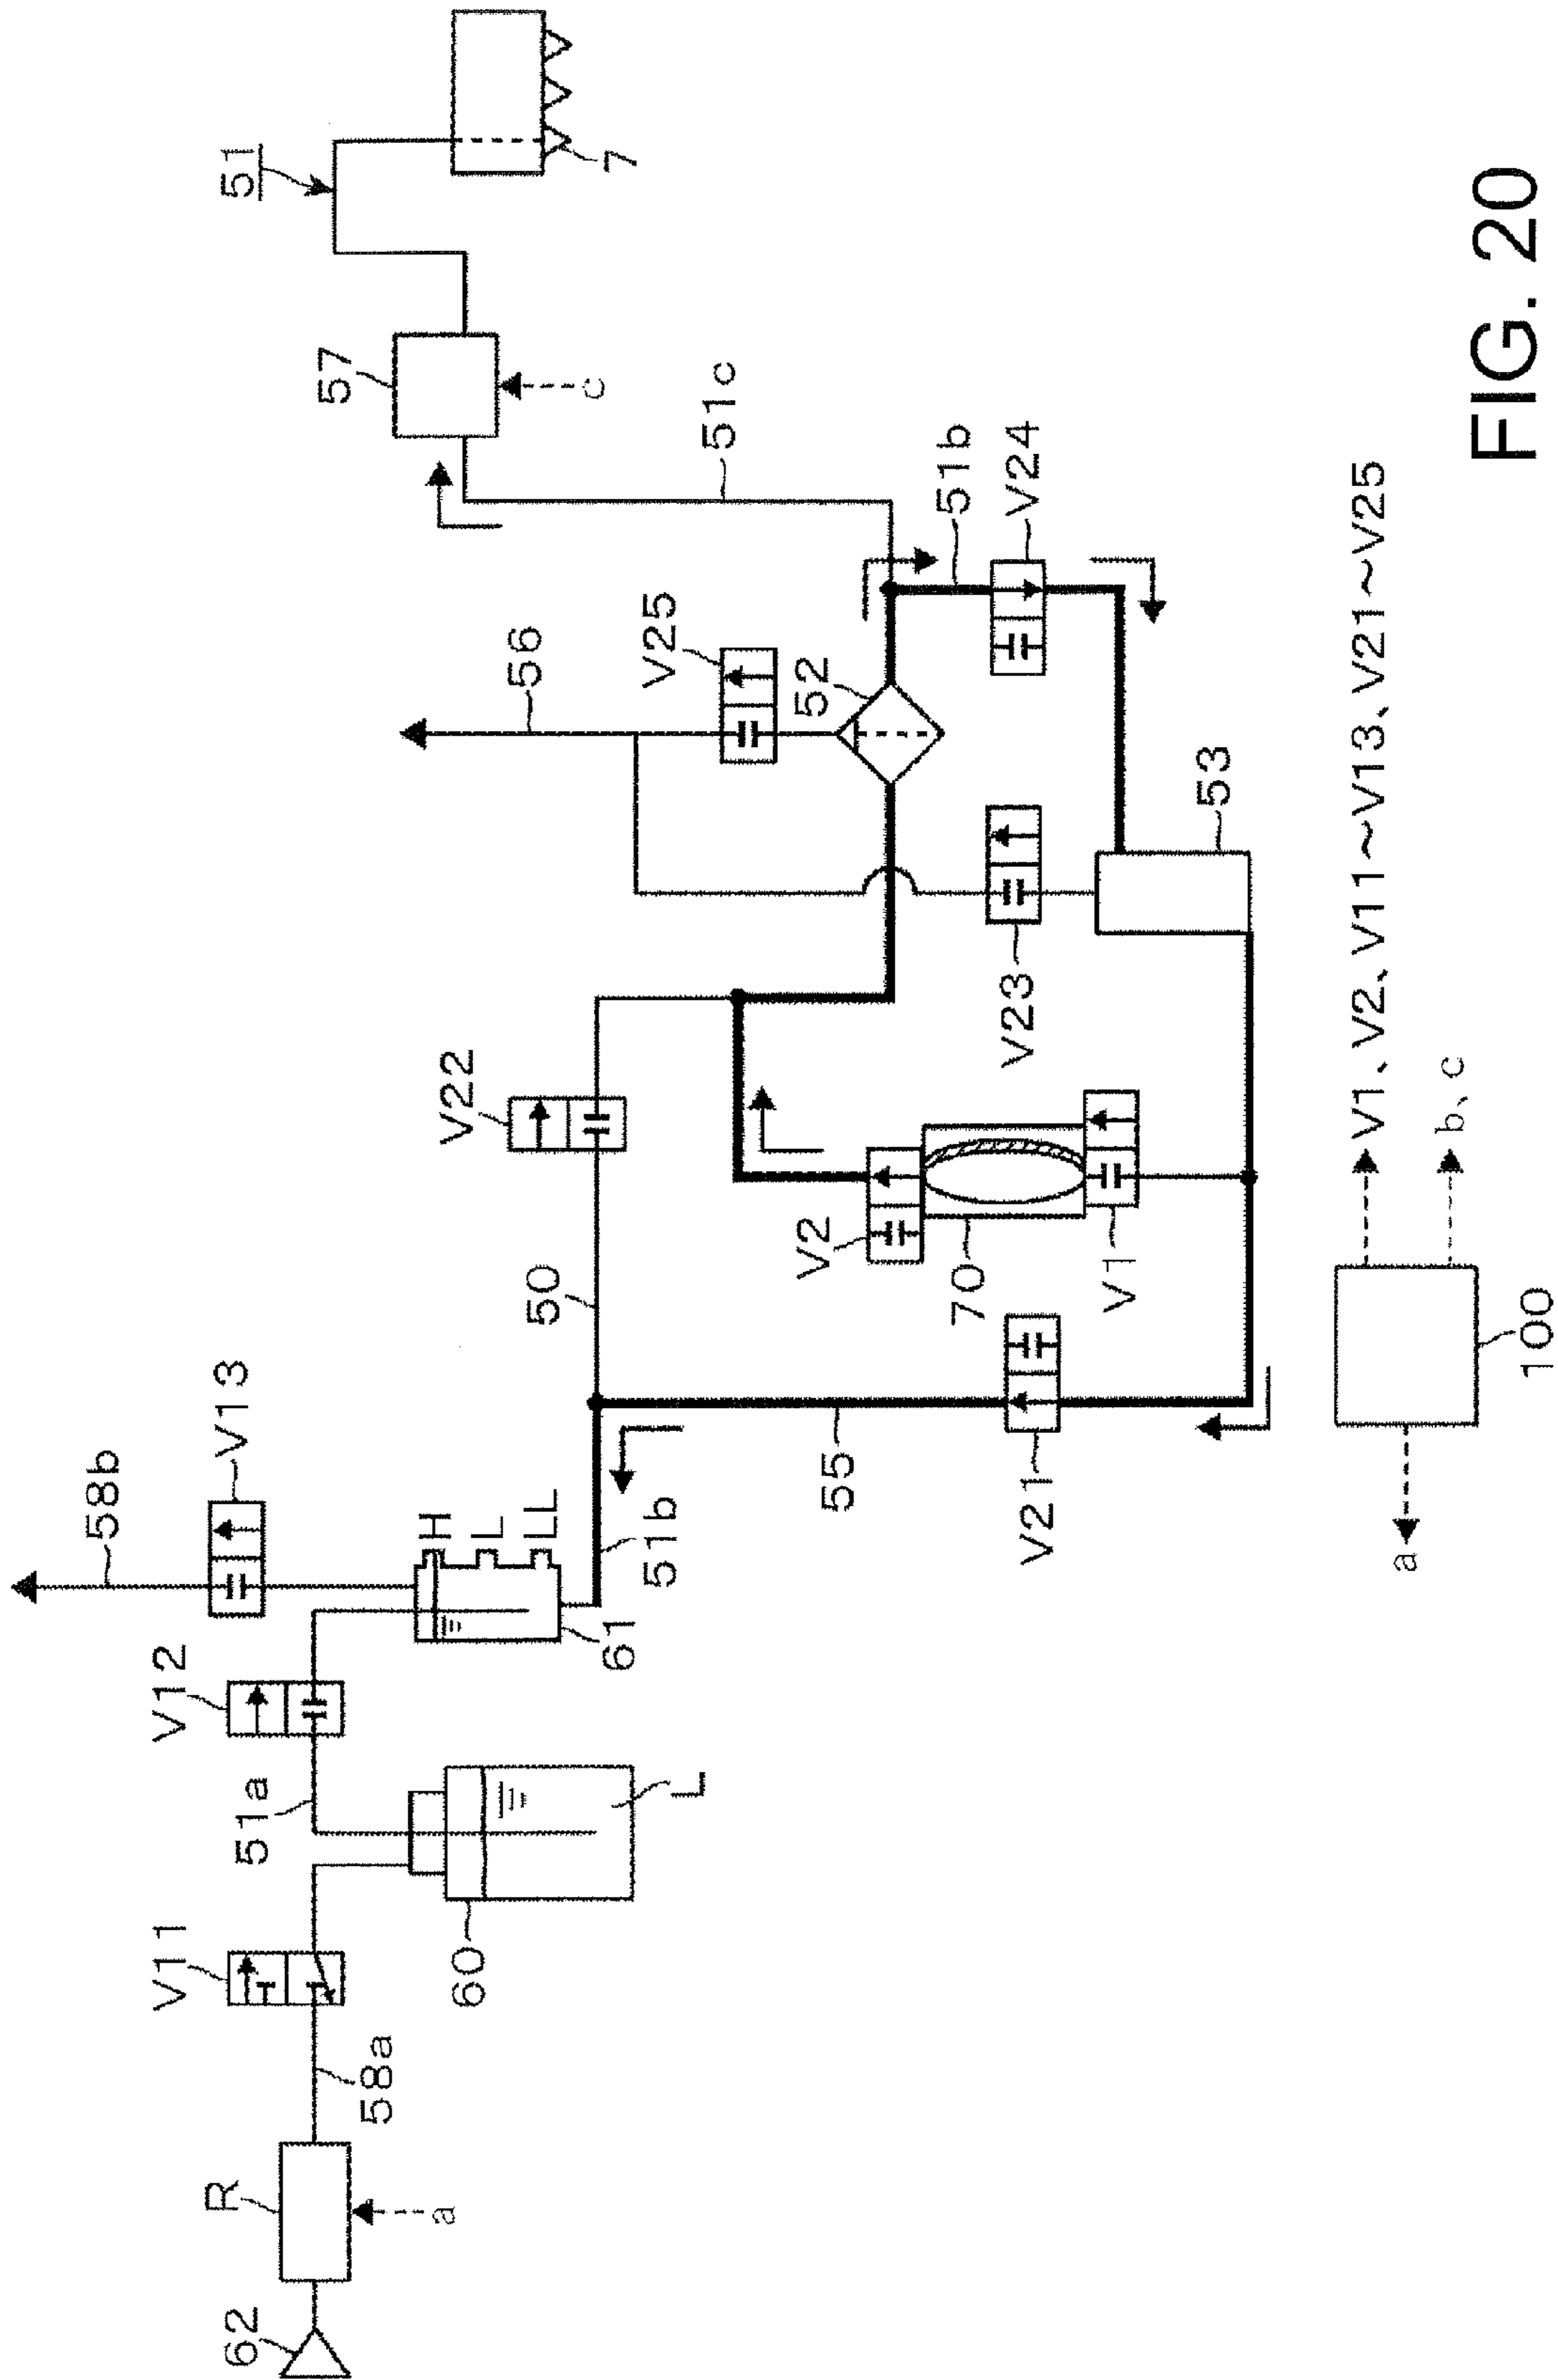 51
7
57
c
51c
56
V25
52
51b
V24
V22
50
V23
53
V2
70
V1
58b
V13
H
L
LL
51b
61
55
V21
V12
51a
L
V11
60
58a
R
a
62
a
100
V1、V2、V11~V13、V21~V25
b、c
FIG. 20